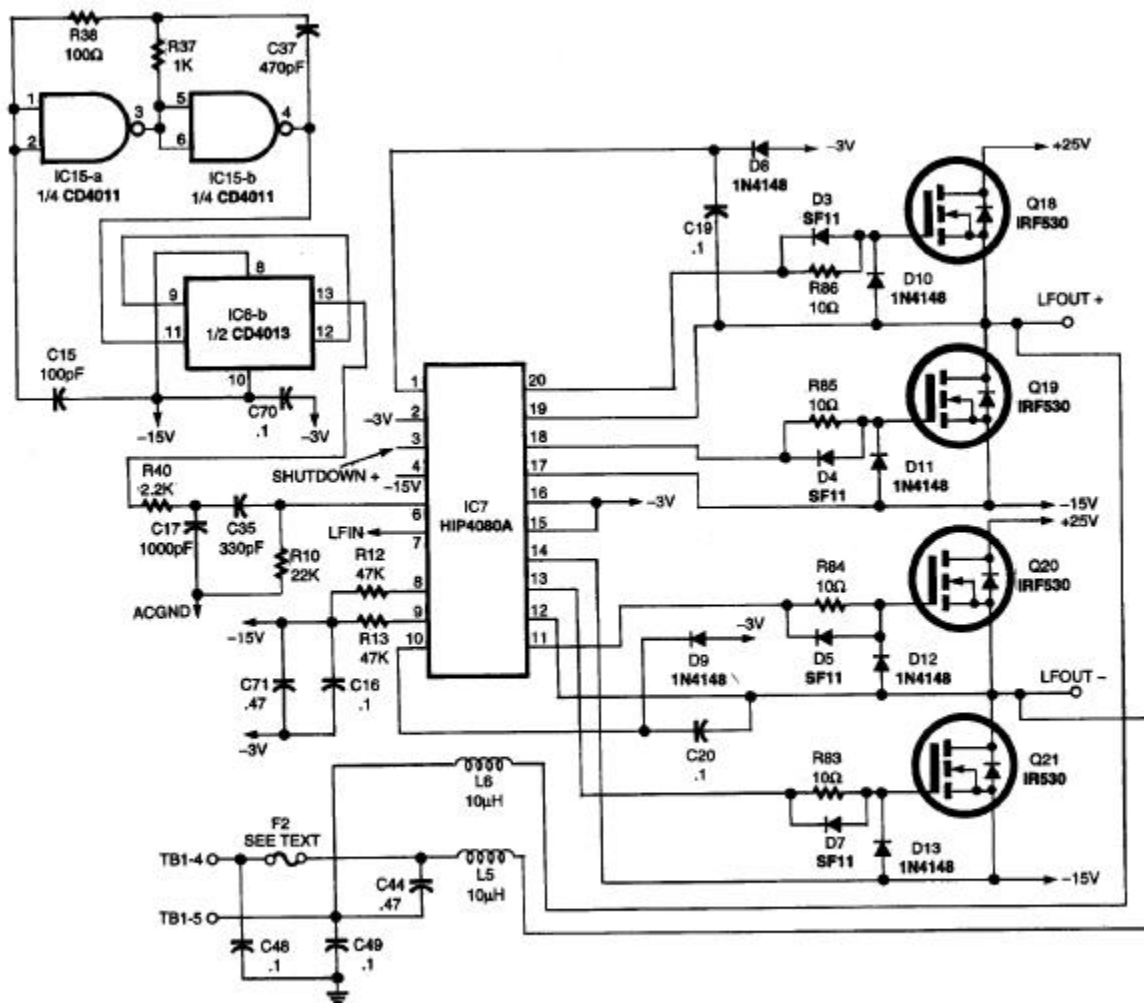 R38
100Ω
R37
1K
C37
470pF
1
2
3
5
6
4
IC15-a
1/4 CD4011
IC15-b
1/4 CD4011
8
9
11
13
12
10
IC6-b
1/2 CD4013
C15
100pF
C70
.1
-15V
-3V
R40
2.2K
C17
1000pF
C35
330pF
R10
22K
ACGND
SHUTDOWN +
-3V
-15V
LFIN
R12
47K
R13
47K
-15V
C71
.47
C16
.1
-3V
1
2
3
4
6
7
8
9
10
IC7
HIP4080A
20
19
18
17
16
15
14
13
12
11
-3V
D8
1N4148
-3V
C19
.1
D3
SF11
R86
10Ω
D10
1N4148
+25V
Q18
IRF530
LFOUT +
R85
10Ω
D4
SF11
D11
1N4148
Q19
IRF530
-15V
+25V
R84
10Ω
D5
SF11
D12
1N4148
Q20
IRF530
LFOUT -
D9
1N4148
-3V
C20
.1
R83
10Ω
D7
SF11
D13
1N4148
Q21
IR530
-15V
L6
10µH
F2
SEE TEXT
TB1-4
TB1-5
C44
.47
L5
10µH
C48
.1
C49
.1